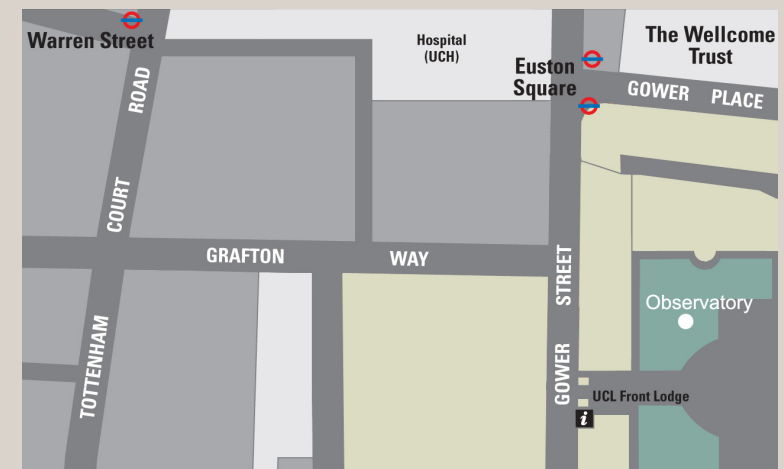 Warren Street
Hospital
(UCH)
The Wellcome
Trust
Euston
Square
GOWER PLACE
TOTTENHAM COURT ROAD
GRAFTON WAY
GOWER STREET
Observatory
UCL Front Lodge
i